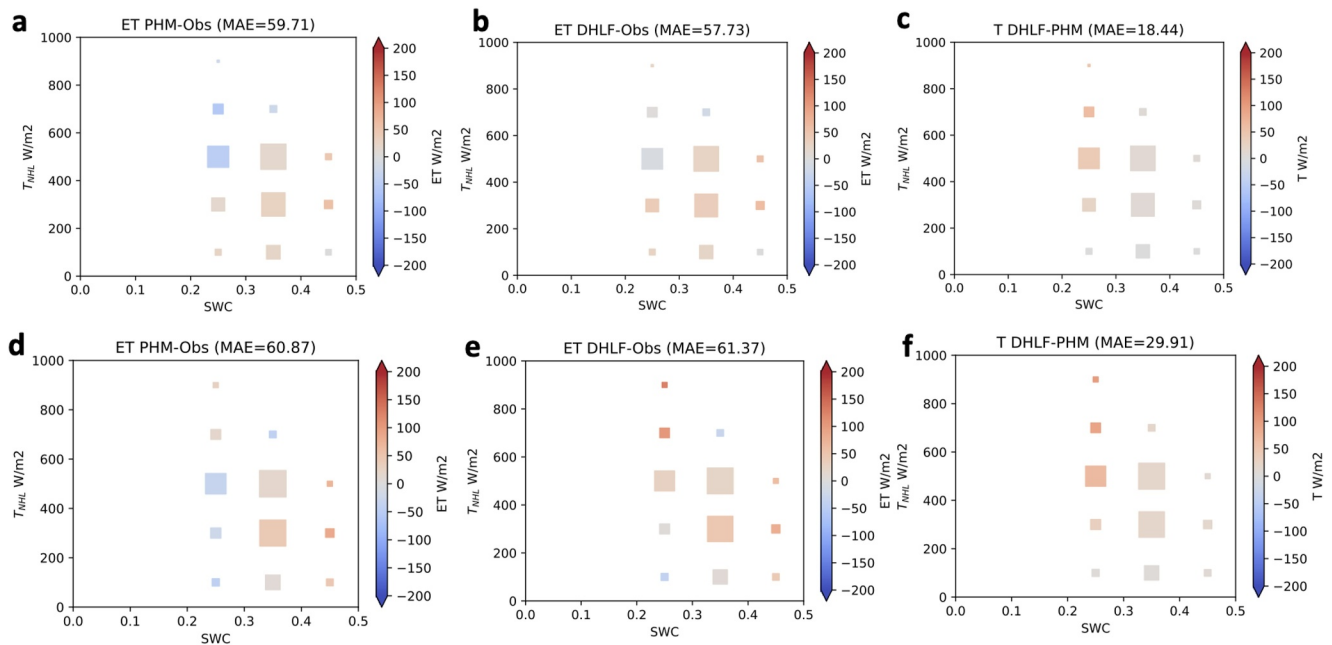 a
ET PHM-Obs (MAE=59.71)
1000
800
600
400
200
0
0.0 0.1 0.2 0.3 0.4 0.5
SWC
T_NHL W/m2
200
150
100
50
0
−50
−100
−150
−200
ET W/m2
b
ET DHLF-Obs (MAE=57.73)
1000
800
600
400
200
0
0.0 0.1 0.2 0.3 0.4 0.5
SWC
T_NHL W/m2
200
150
100
50
0
−50
−100
−150
−200
ET W/m2
c
T DHLF-PHM (MAE=18.44)
1000
800
600
400
200
0
0.0 0.1 0.2 0.3 0.4 0.5
SWC
T_NHL W/m2
200
150
100
50
0
−50
−100
−150
−200
T W/m2
d
ET PHM-Obs (MAE=60.87)
1000
800
600
400
200
0
0.0 0.1 0.2 0.3 0.4 0.5
SWC
T_NHL W/m2
200
150
100
50
0
−50
−100
−150
−200
ET W/m2
e
ET DHLF-Obs (MAE=61.37)
1000
800
600
400
200
0
0.0 0.1 0.2 0.3 0.4 0.5
SWC
T_NHL W/m2
200
150
100
50
0
−50
−100
−150
−200
ET W/m2
f
T DHLF-PHM (MAE=29.91)
1000
800
600
400
200
0
0.0 0.1 0.2 0.3 0.4 0.5
SWC
T_NHL W/m2
200
150
100
50
0
−50
−100
−150
−200
T W/m2